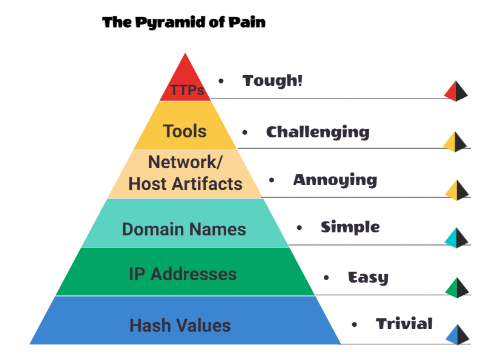 The Pyramid of Pain
TTPs
• Tough!
Tools
• Challenging
Network/
Host Artifacts
• Annoying
Domain Names
• Simple
IP Addresses
• Easy
Hash Values
• Trivial